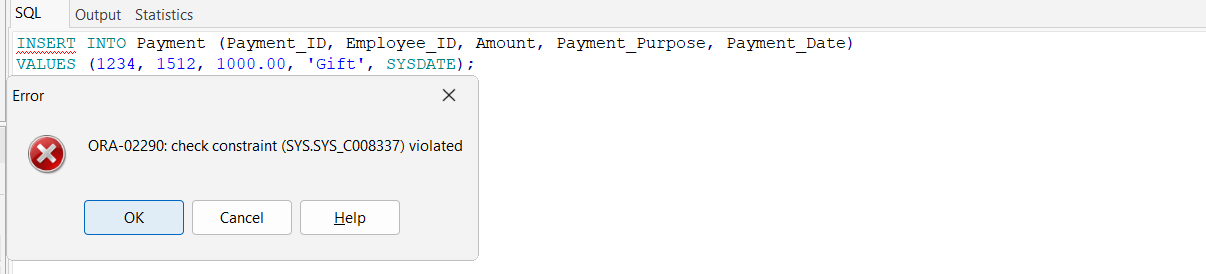 SQL Output Statistics
INSERT INTO Payment (Payment_ID, Employee_ID, Amount, Payment_Purpose, Payment_Date)
VALUES (1234, 1512, 1000.00, 'Gift', SYSDATE);
Error
ORA-02290: check constraint (SYS.SYS_C008337) violated
OK Cancel Help